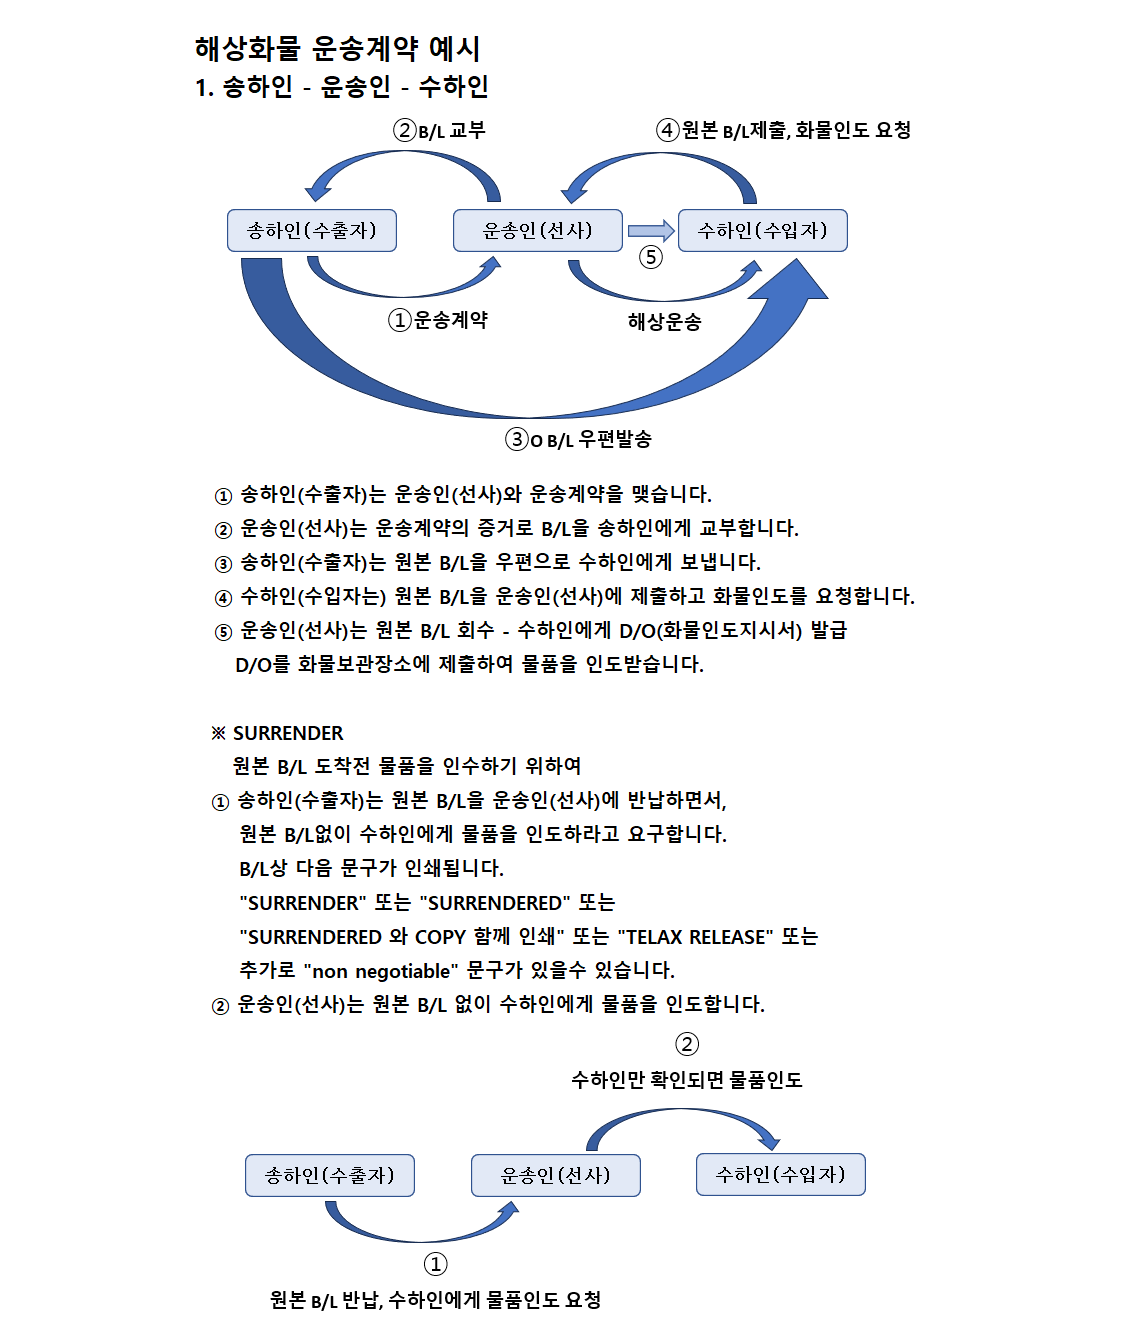 해상화물 운송계약 예시
1. 송하인 - 운송인 - 수하인
②B/L 교부
④원본 B/L제출, 화물인도 요청
송하인(수출자)
운송인(선사)
수하인(수입자)
⑤
①운송계약
해상운송
③O B/L 우편발송
① 송하인(수출자)는 운송인(선사)와 운송계약을 맺습니다.
② 운송인(선사)는 운송계약의 증거로 B/L을 송하인에게 교부합니다.
③ 송하인(수출자)는 원본 B/L을 우편으로 수하인에게 보냅니다.
④ 수하인(수입자는) 원본 B/L을 운송인(선사)에 제출하고 화물인도를 요청합니다.
⑤ 운송인(선사)는 원본 B/L 회수 - 수하인에게 D/O(화물인도지시서) 발급
D/O를 화물보관장소에 제출하여 물품을 인도받습니다.
※ SURRENDER
원본 B/L 도착전 물품을 인수하기 위하여
① 송하인(수출자)는 원본 B/L을 운송인(선사)에 반납하면서,
원본 B/L없이 수하인에게 물품을 인도하라고 요구합니다.
B/L상 다음 문구가 인쇄됩니다.
"SURRENDER" 또는 "SURRENDERED" 또는
"SURRENDERED 와 COPY 함께 인쇄" 또는 "TELAX RELEASE" 또는
추가로 "non negotiable" 문구가 있을수 있습니다.
② 운송인(선사)는 원본 B/L 없이 수하인에게 물품을 인도합니다.
②
수하인만 확인되면 물품인도
송하인(수출자)
운송인(선사)
수하인(수입자)
①
원본 B/L 반납, 수하인에게 물품인도 요청